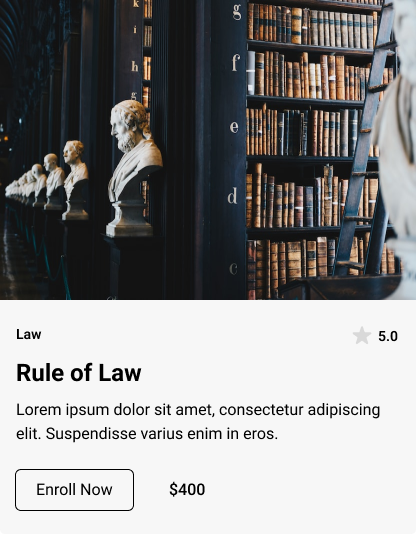 k
i
h
g
f
e
d
c
Law
5.0
Rule of Law
Lorem ipsum dolor sit amet, consectetur adipiscing
elit. Suspendisse varius enim in eros.
Enroll Now
$400